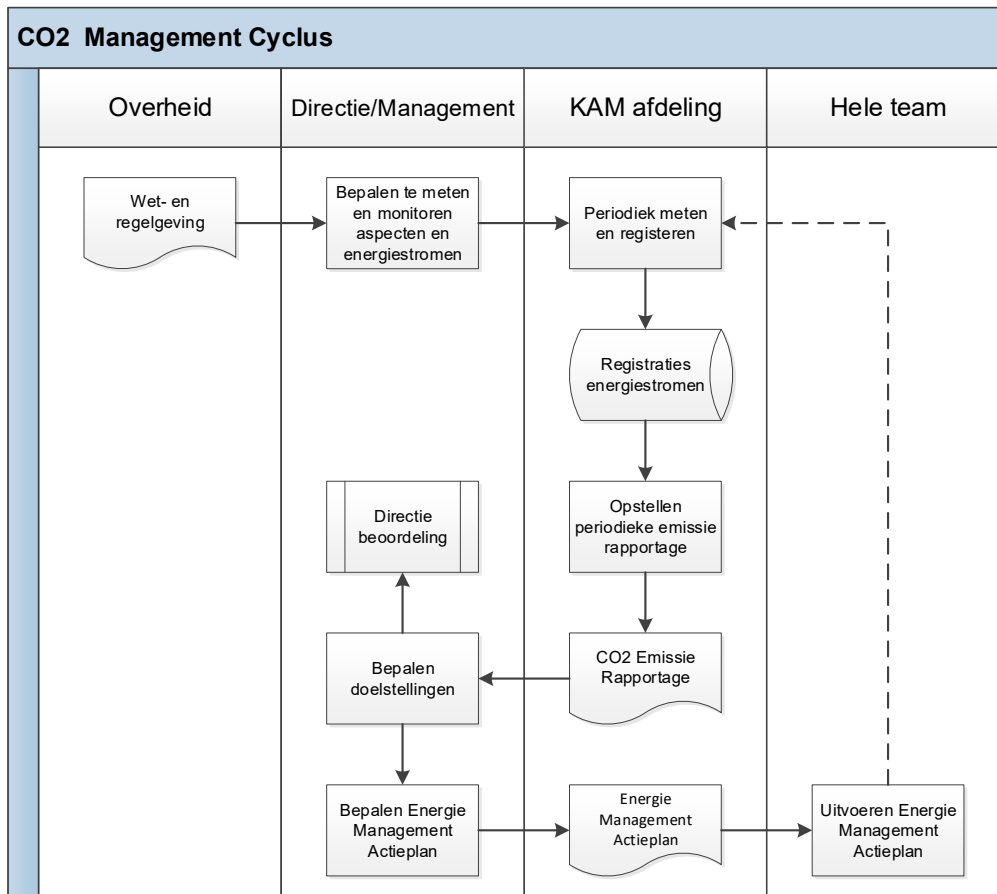 CO2  Management Cyclus
Overheid
Directie/Management
KAM afdeling
Hele team
Wet- en
regelgeving
Bepalen te meten
en monitoren
aspecten en
energiestromen
Periodiek meten
en registeren
Registraties
energiestromen
Directie
beoordeling
Opstellen
periodieke emissie
rapportage
Bepalen
doelstellingen
CO2 Emissie
Rapportage
Bepalen Energie
Management
Actieplan
Energie
Management
Actieplan
Uitvoeren Energie
Management
Actieplan